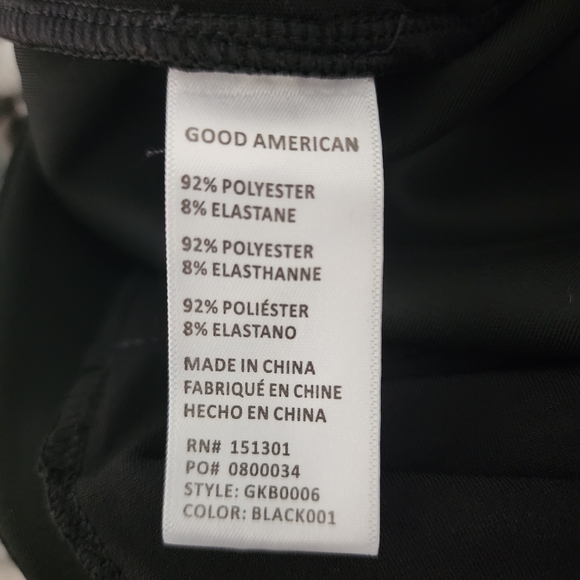 GOOD AMERICAN
92% POLYESTER
8% ELASTANE
92% POLYESTER
8% ELASTHANNE
92% POLIÉSTER
8% ELASTANO
MADE IN CHINA
FABRIQUÉ EN CHINE
HECHO EN CHINA
RN# 151301
PO# 0800034
STYLE: GKB0006
COLOR: BLACK001